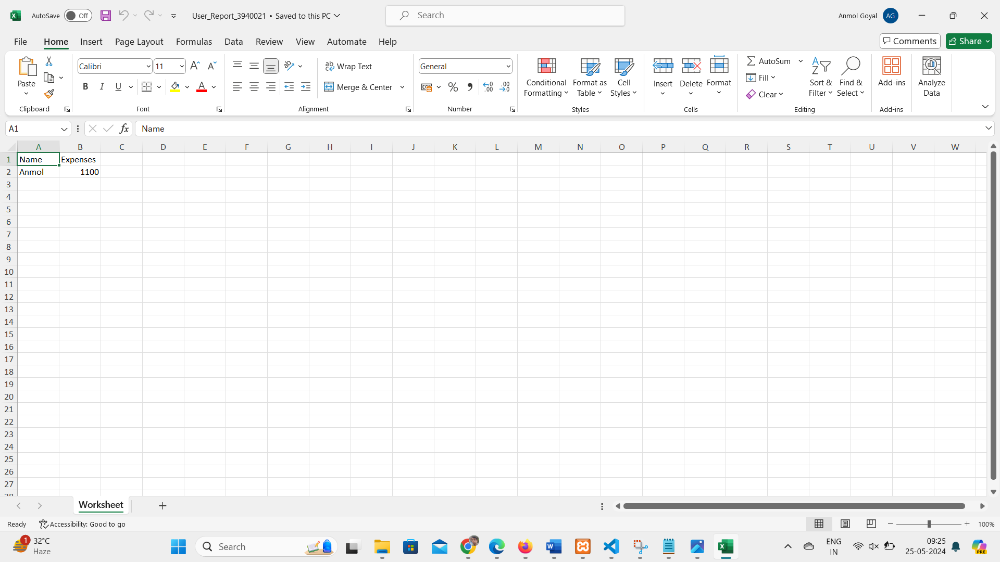 AutoSave Off User_Report_3940021 • Saved to this PC Search Anmol Goyal AG
File Home Insert Page Layout Formulas Data Review View Automate Help Comments Share
Paste
Clipboard
Calibri 11
B I U A
Font
Wrap Text
Merge & Center
Alignment
General
% .00 .00
Number
Conditional Formatting
Format as Table
Cell Styles
Styles
Insert Delete Format
Cells
AutoSum
Fill
Clear
Sort & Filter
Find & Select
Editing
Add-ins
Add-ins
Analyze Data
A1 fx Name
A B C D E F G H I J K L M N O P Q R S T U V W
1 Name Expenses
2 Anmol 1100
3
4
5
6
7
8
9
10
11
12
13
14
15
16
17
18
19
20
21
22
23
24
25
26
27
28
Worksheet
Ready Accessibility: Good to go 100%
1 32°C
Haze
Search
ENG
IN
09:25
25-05-2024
PRE